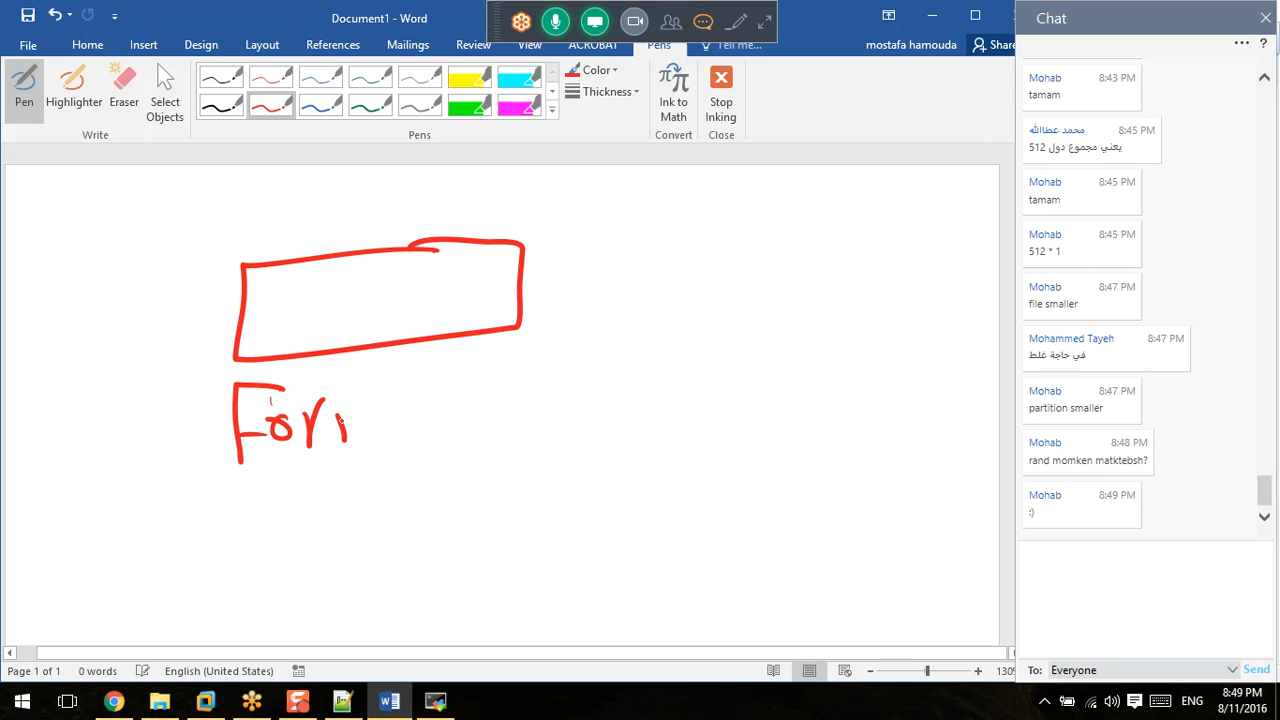 Document1 - Word
File
Home
Insert
Design
Layout
References
Mailings
Review
View
ACROBAT
Pens
Tell me...
mostafa hamouda
Share
Pen
Highlighter
Eraser
Select Objects
Write
Pens
Color
Thickness
Ink to Math
Convert
Stop Inking
Close
Chat
Mohab 8:43 PM
tamam
محمد عطاالله 8:45 PM
يعني مجموع دول 512
Mohab 8:45 PM
tamam
Mohab 8:45 PM
512 * 1
Mohab 8:47 PM
file smaller
Mohammed Tayeh 8:47 PM
في حاجة غلط
Mohab 8:47 PM
partition smaller
Mohab 8:48 PM
rand momken matktebsh?
Mohab 8:49 PM
:)
To: Everyone
Send
Page 1 of 1
0 words
English (United States)
130%
ENG
8:49 PM
8/11/2016